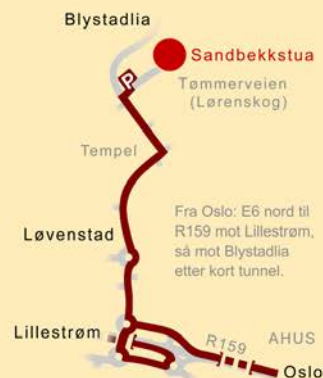 Blystadlia
Sandbekkstua
P
Tømmerveien
(Lørenskog)
Tempel
Fra Oslo: E6 nord til
R159 mot Lillestrøm,
så mot Blystadlia
etter kort tunnel.
Løvenstad
Lillestrøm
R159
AHUS
Oslo